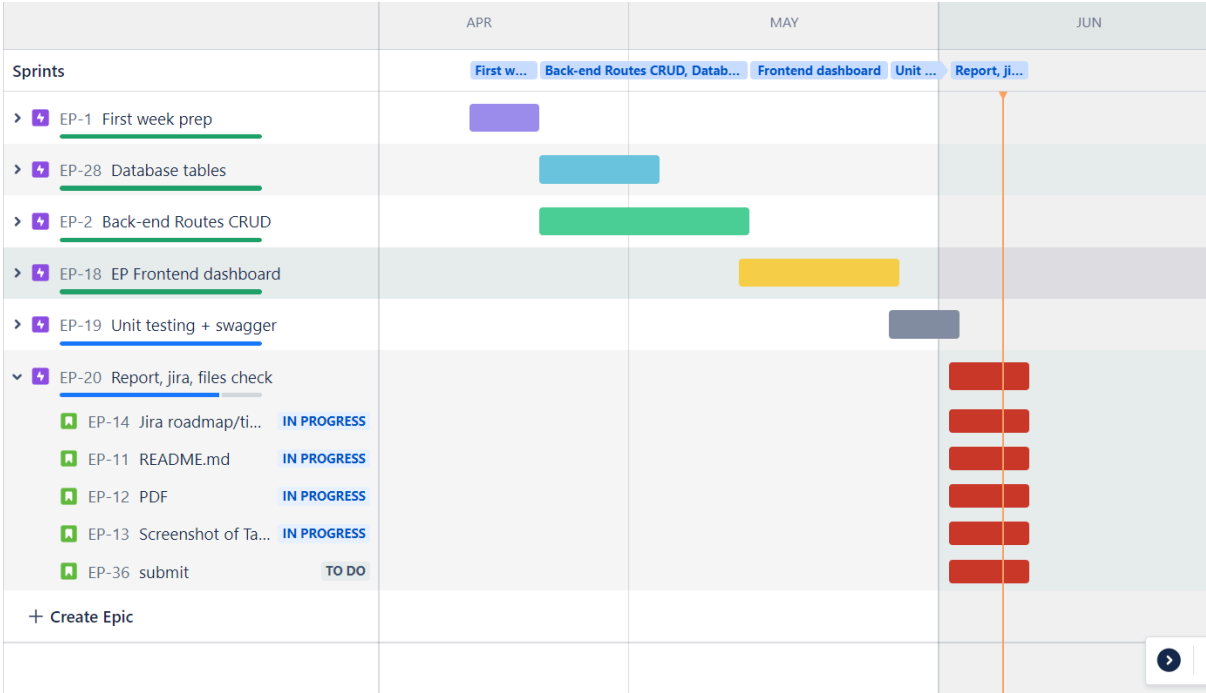 APR MAY JUN
Sprints First w... Back-end Routes CRUD, Datab... Frontend dashboard Unit ... Report, ji...
EP-1 First week prep
EP-28 Database tables
EP-2 Back-end Routes CRUD
EP-18 EP Frontend dashboard
EP-19 Unit testing + swagger
EP-20 Report, jira, files check
EP-14 Jira roadmap/ti... IN PROGRESS
EP-11 README.md IN PROGRESS
EP-12 PDF IN PROGRESS
EP-13 Screenshot of Ta... IN PROGRESS
EP-36 submit TO DO
+ Create Epic